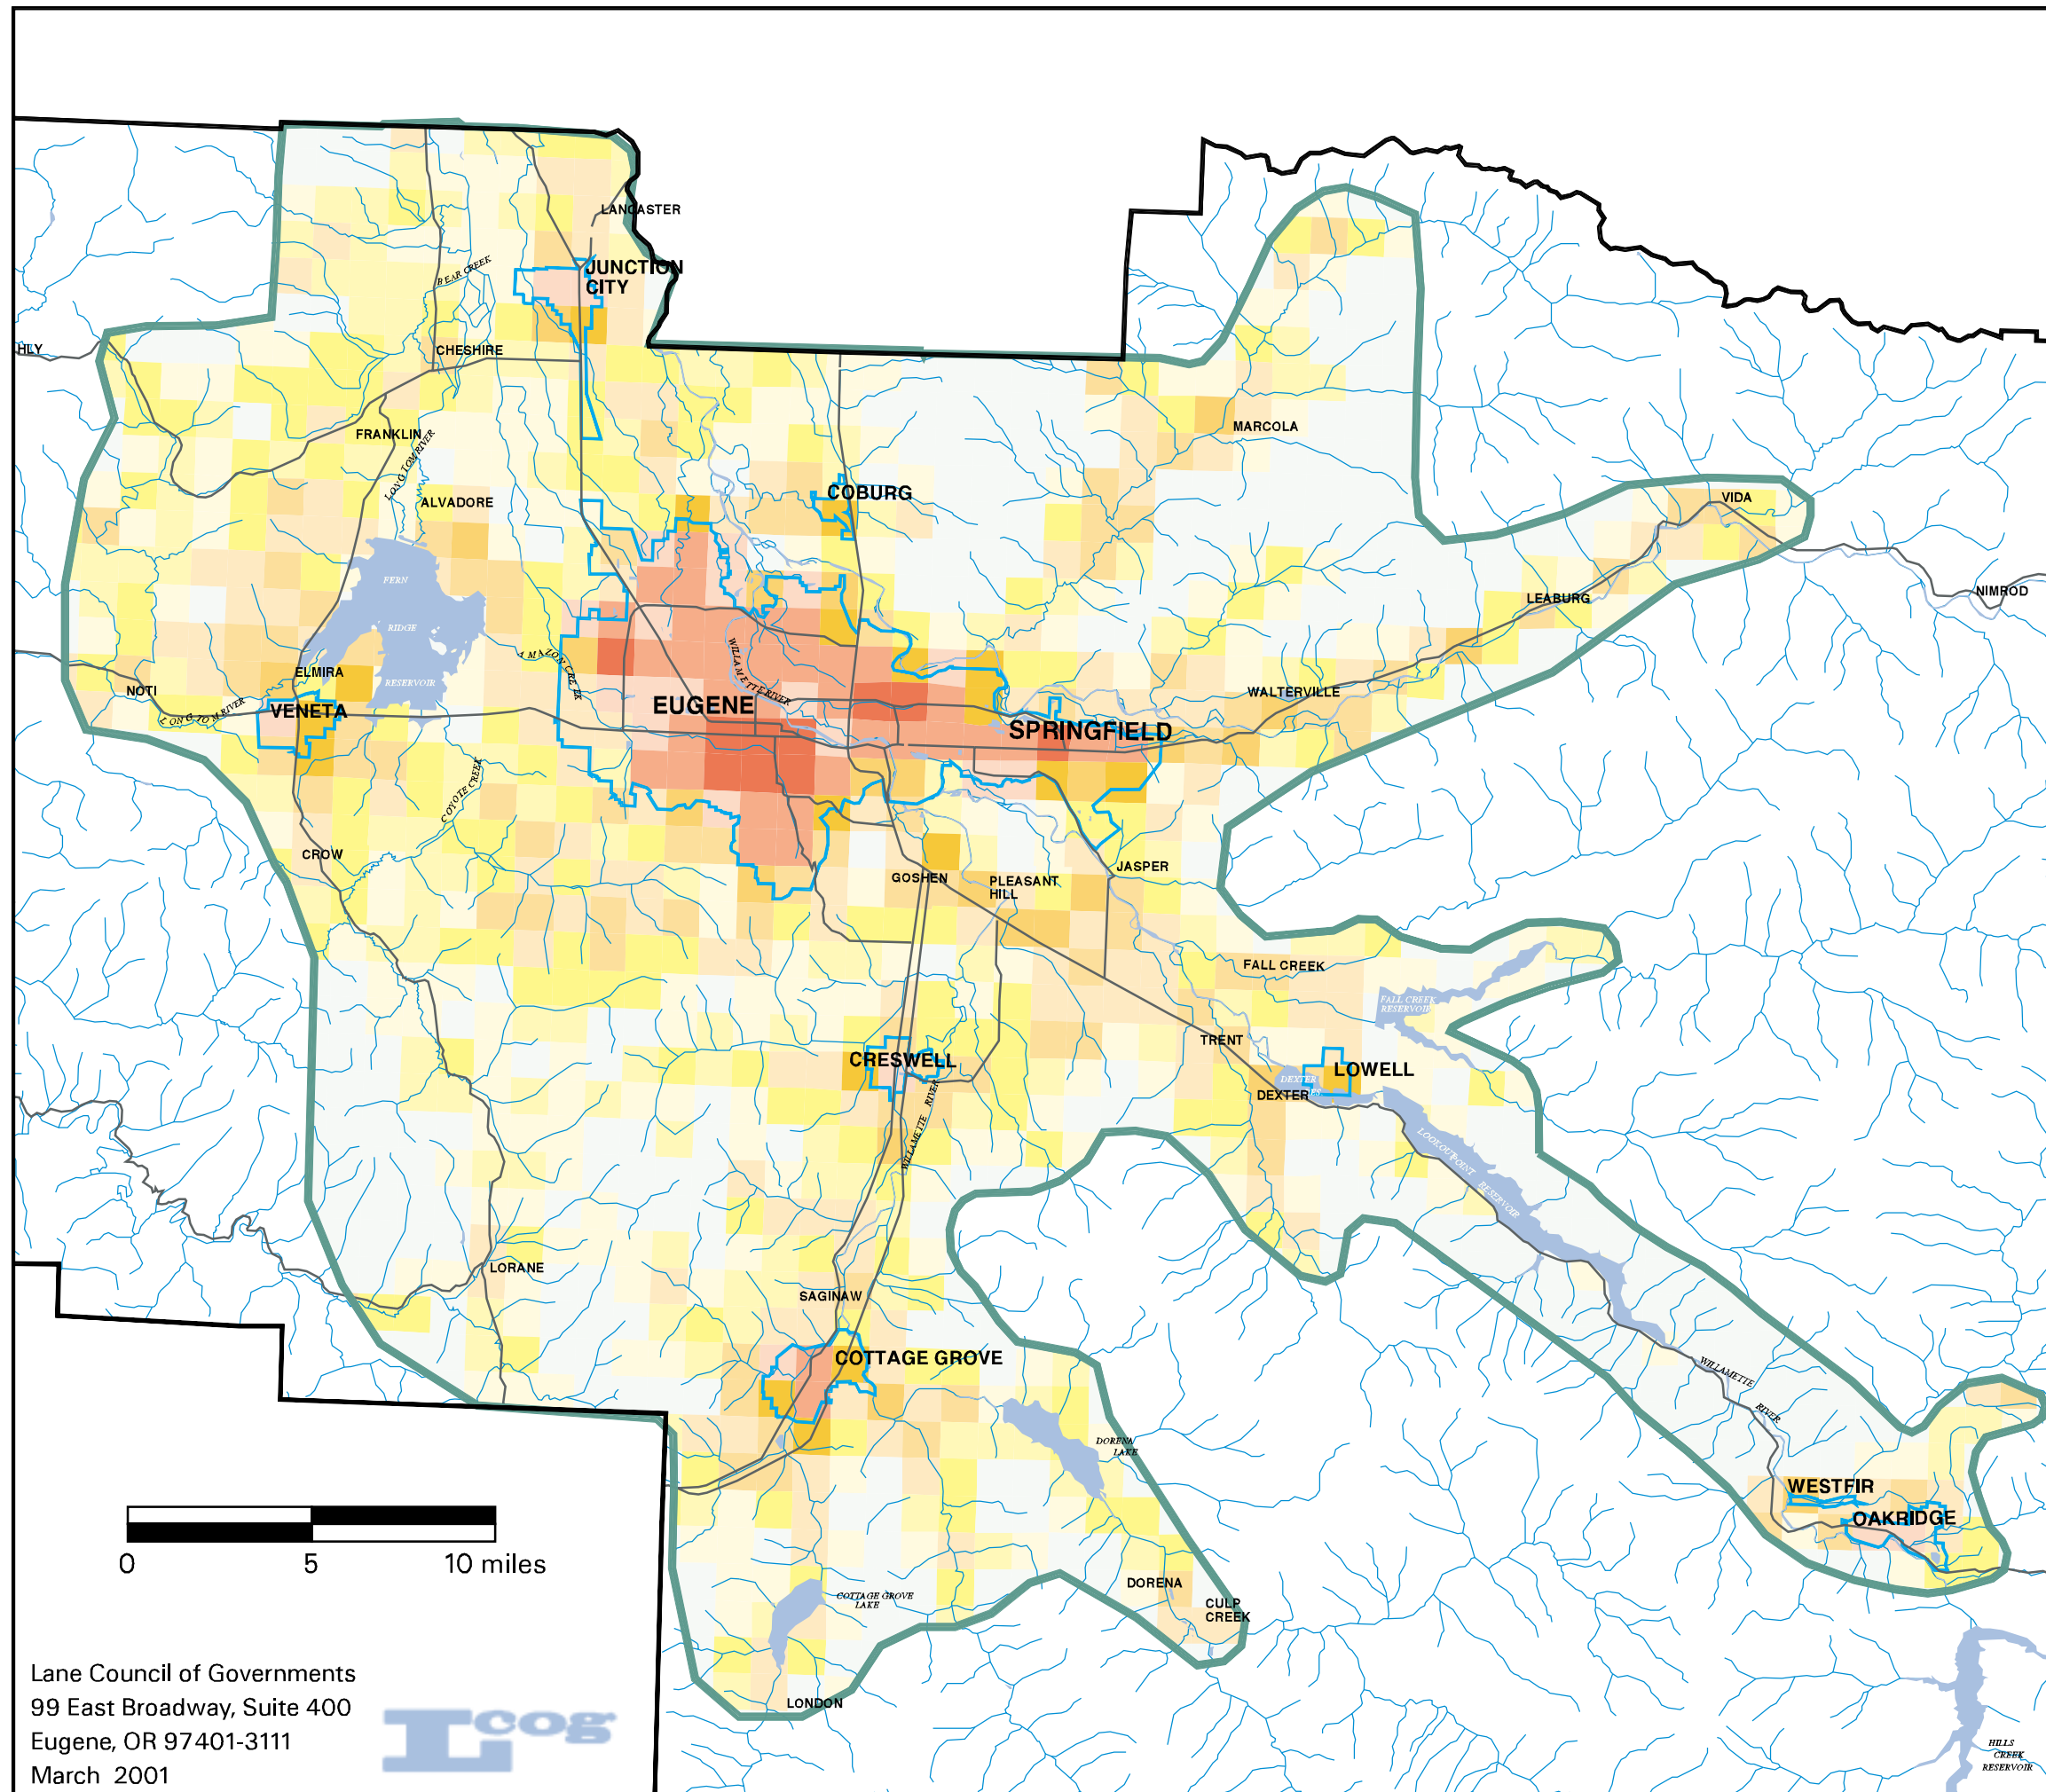 LANCASTER
JUNCTION
CITY
BEAR CREEK
HLY
CHESHIRE
MARCOLA
FRANKLIN
LONG TOM RIVER
COBURG
ALVADORE
VIDA
FERN
RIDGE
RESERVOIR
NIMROD
LEABURG
AMAZON CREEK
WILLAMETTE RIVER
ELMIRA
NOTI
LONG TOM RIVER
VENETA
EUGENE
WALTERVILLE
SPRINGFIELD
COYOTE CREEK
CROW
GOSHEN
PLEASANT
HILL
JASPER
FALL CREEK
FALL CREEK
RESERVOIR
TRENT
CRESWELL
LOWELL
DEXTER
RES.
DEXTER
WILLAMETTE RIVER
LOOKOUT POINT
RESERVOIR
LORANE
SAGINAW
COTTAGE GROVE
WILLAMETTE
RIVER
DORENA
LAKE
WESTFIR
OAKRIDGE
0 5 10 miles
DORENA
COTTAGE GROVE
LAKE
CULP
CREEK
LONDON
Lane Council of Governments
99 East Broadway, Suite 400
Eugene, OR 97401-3111
March 2001
Lcog
HILLS
CREEK
RESERVOIR